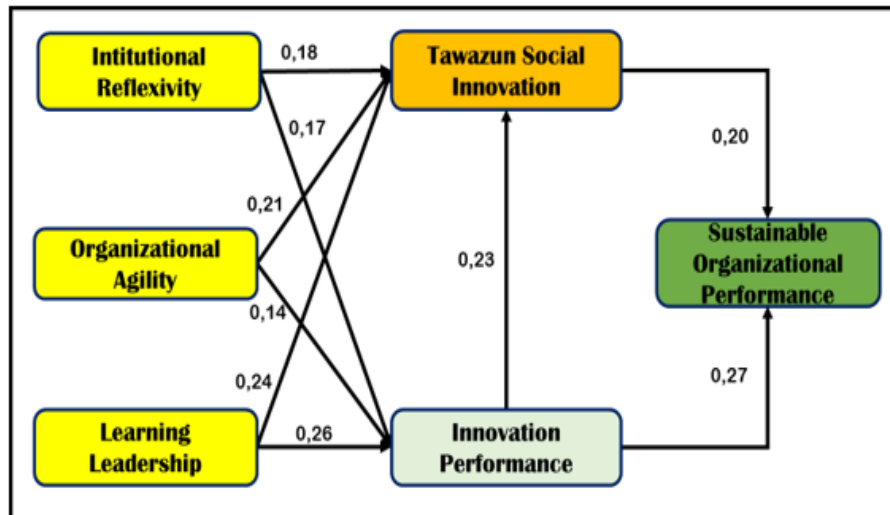 Intitutional
Reflexivity
0,18
Tawazun Social
Innovation
0,17
0,20
0,21
Organizational
Agility
0,23
Sustainable
Organizational
Performance
0,14
0,24
0,27
Learning
Leadership
0,26
Innovation
Performance